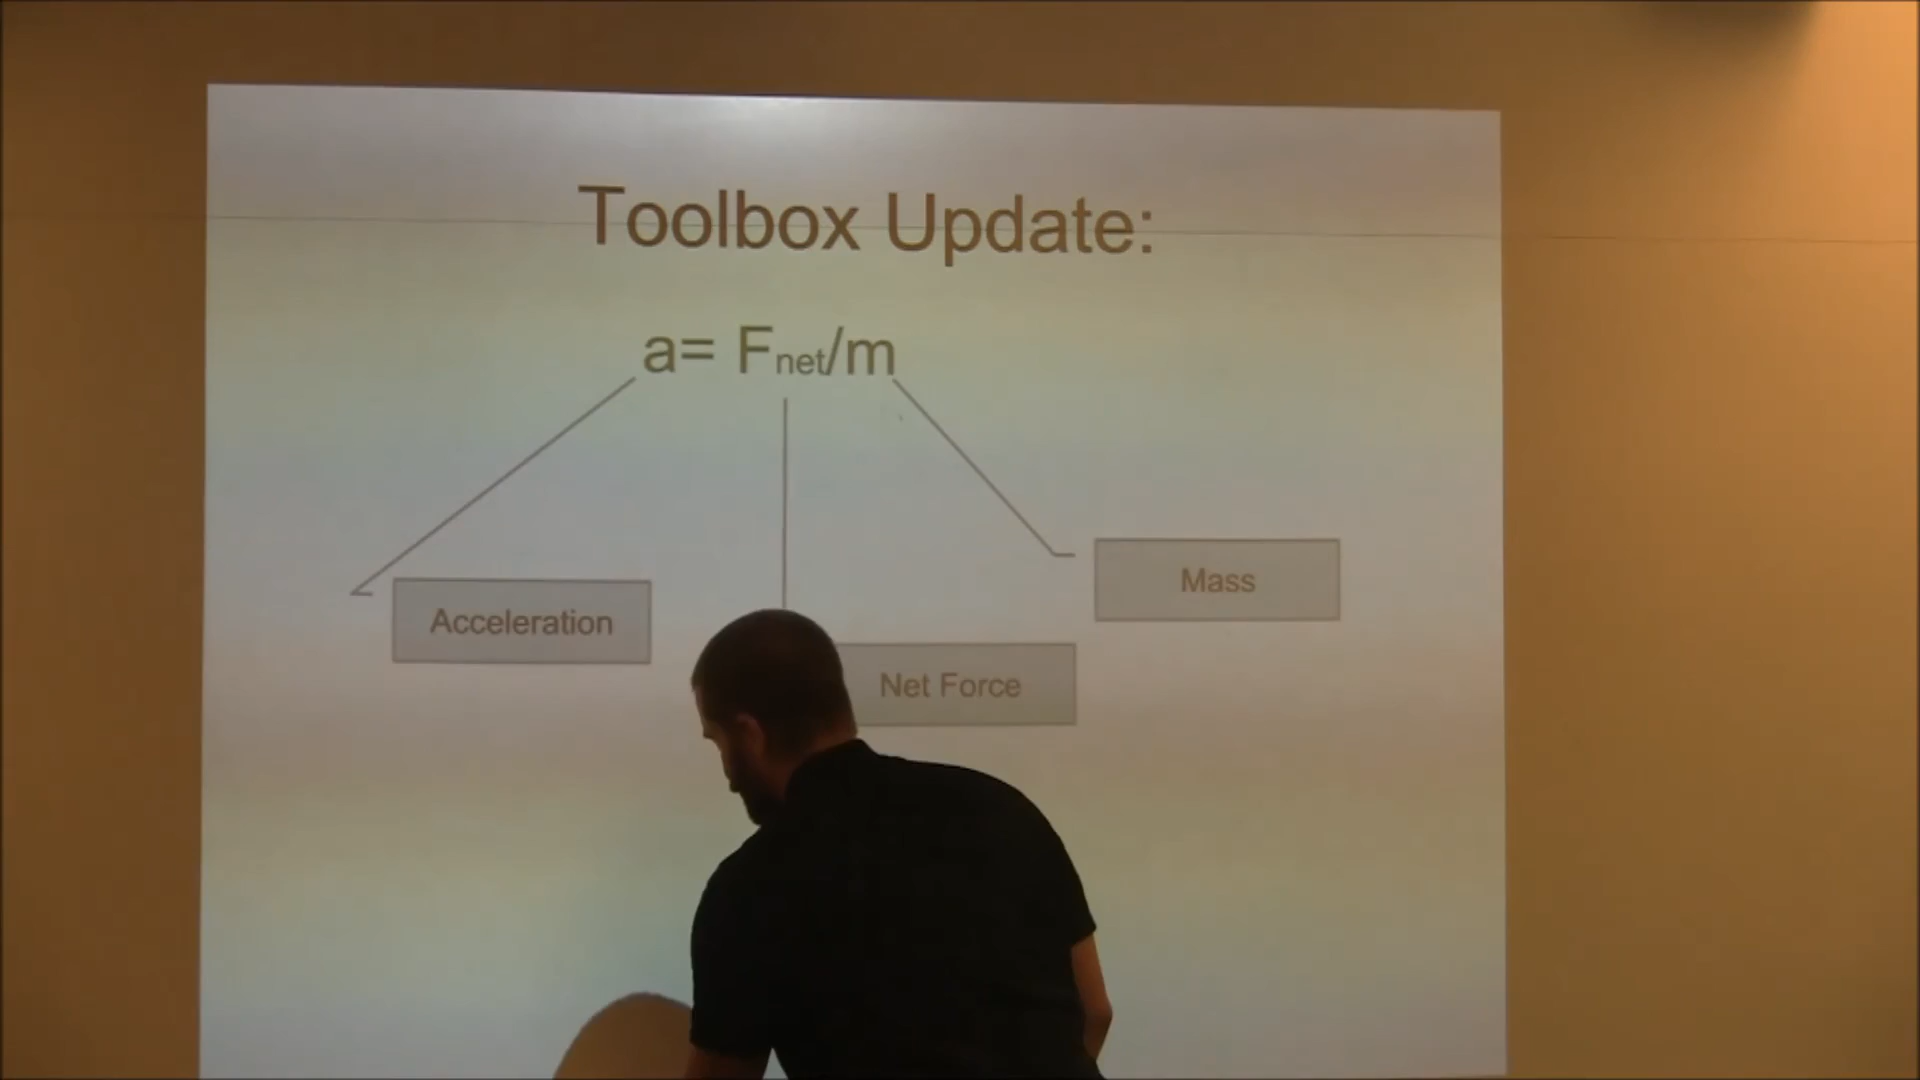 Toolbox Update:
a= Fnet/m
Acceleration
Net Force
Mass